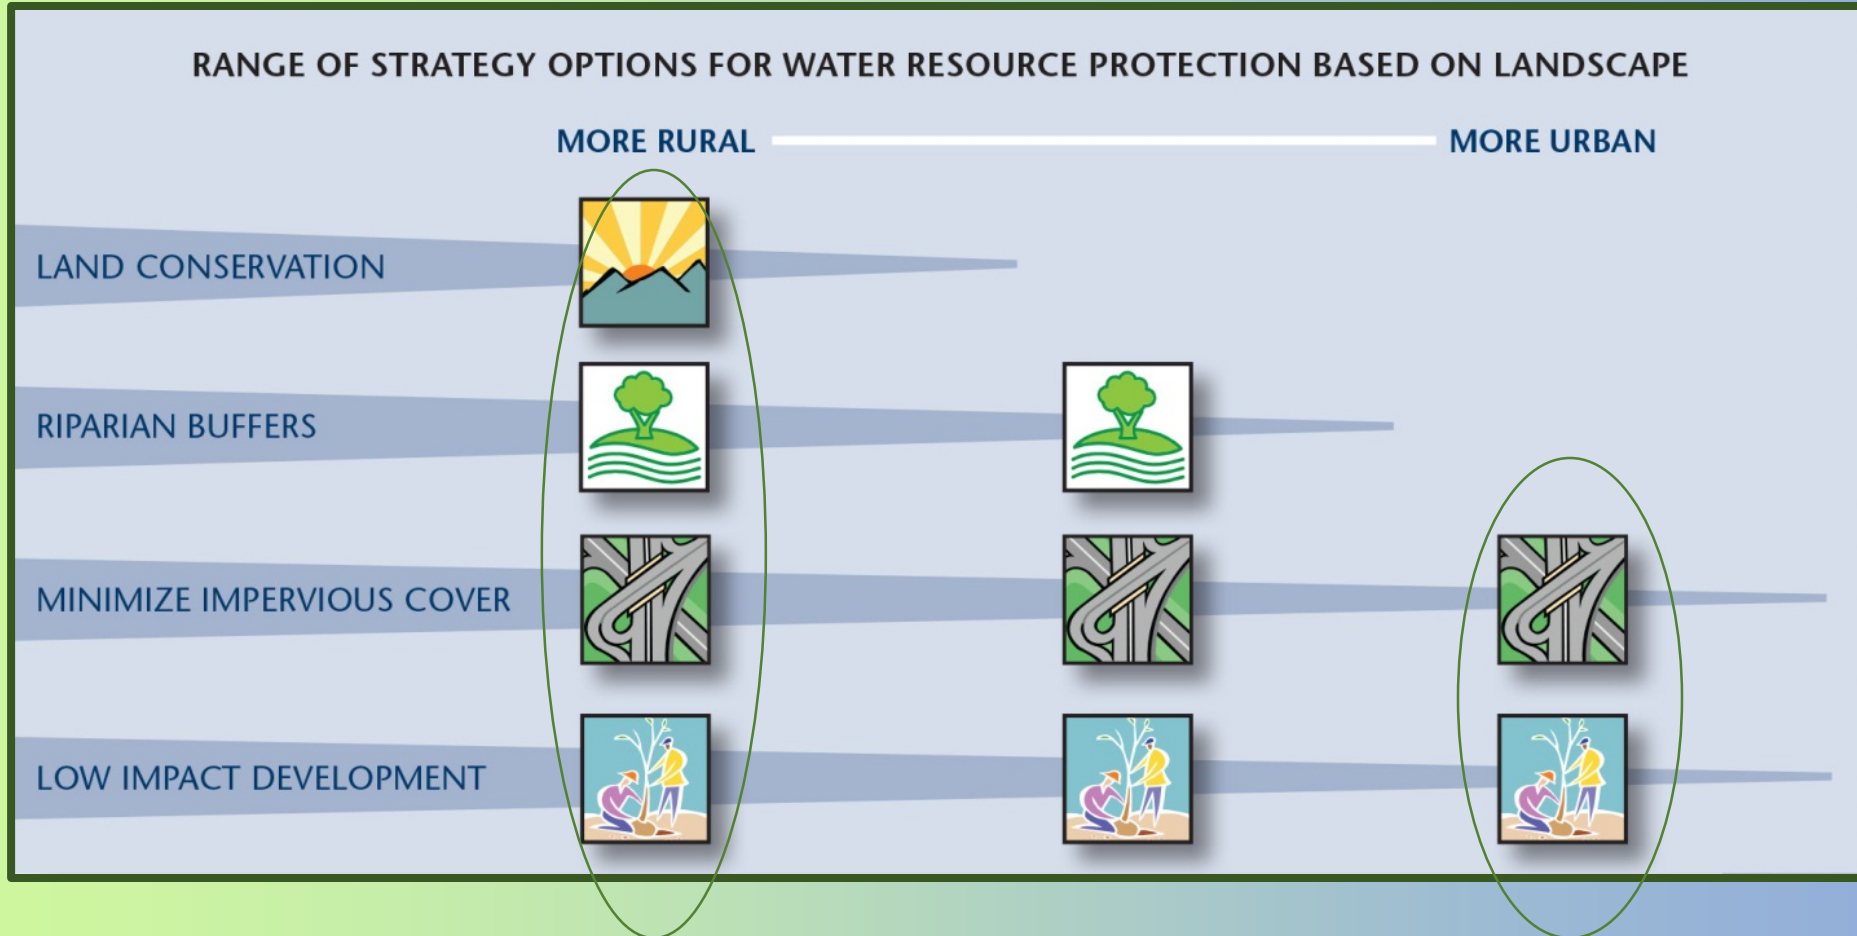 RANGE OF STRATEGY OPTIONS FOR WATER RESOURCE PROTECTION BASED ON LANDSCAPE
MORE RURAL MORE URBAN
LAND CONSERVATION
RIPARIAN BUFFERS
MINIMIZE IMPERVIOUS COVER
LOW IMPACT DEVELOPMENT